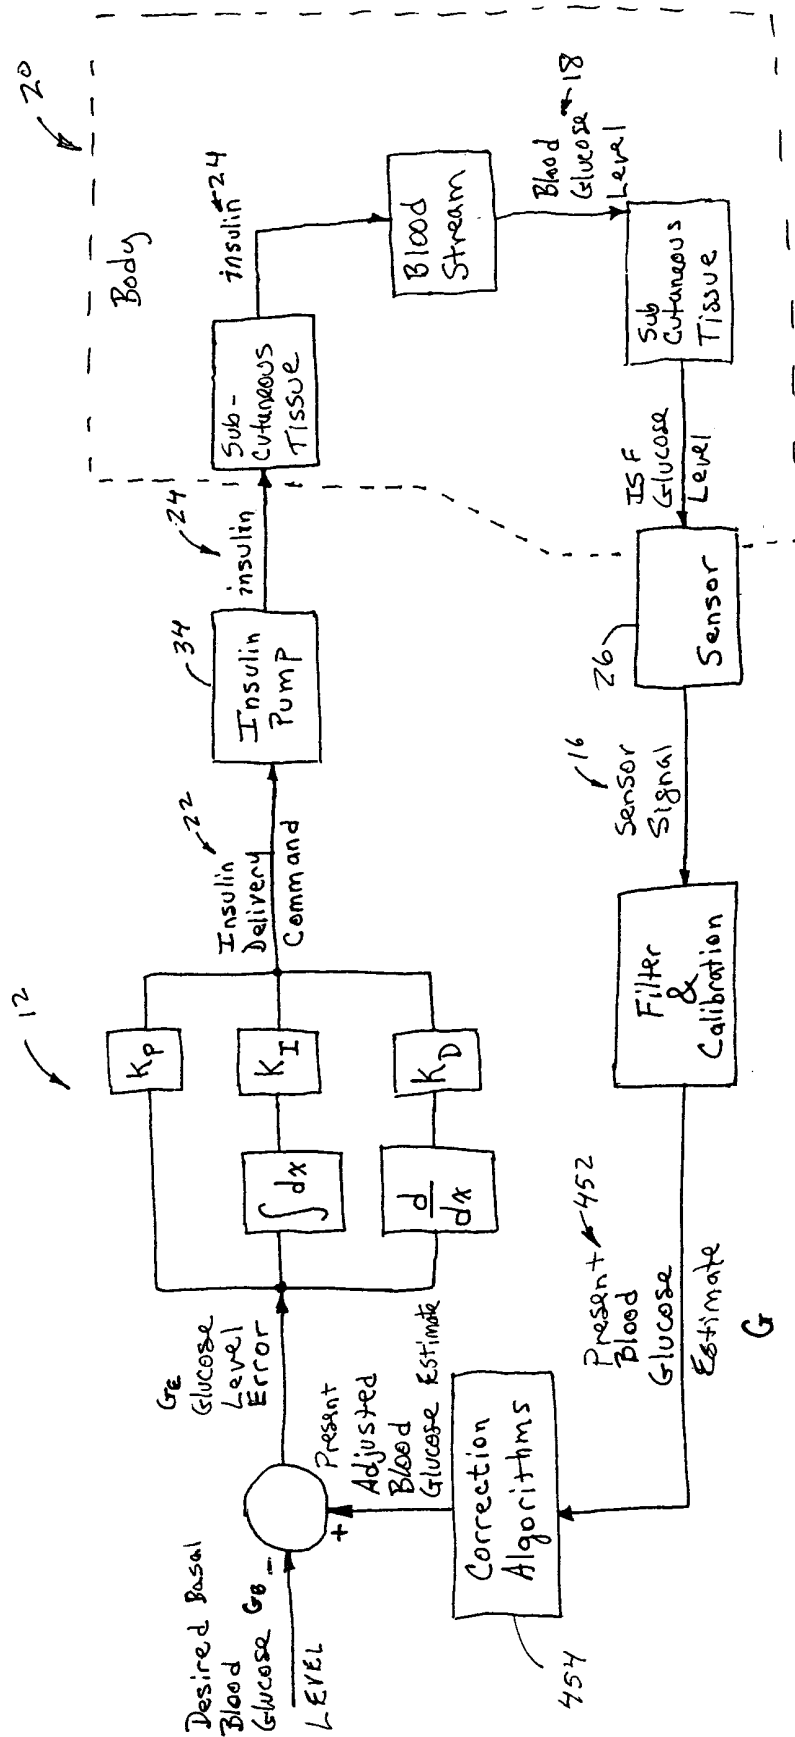 20
Body
12
Desired Basal
Blood
Glucose GB
LEVEL
-
+
GE
Glucose
Level
Error
KP
∫dx
KI
d
dx
KD
Insulin
Delivery
Command
22
34
Insulin
Pump
24
insulin
Sub-
Cutaneous
Tissue
insulin 24
Blood
Stream
Blood
Glucose 18
Level
Sub
Cutaneous
Tissue
ISF
Glucose
Level
26
Sensor
16
Sensor
Signal
Filter
&
Calibration
Present 452
Blood
Glucose
Estimate
G
Correction
Algorithms
454
Present
Adjusted
Blood
Glucose Estimate